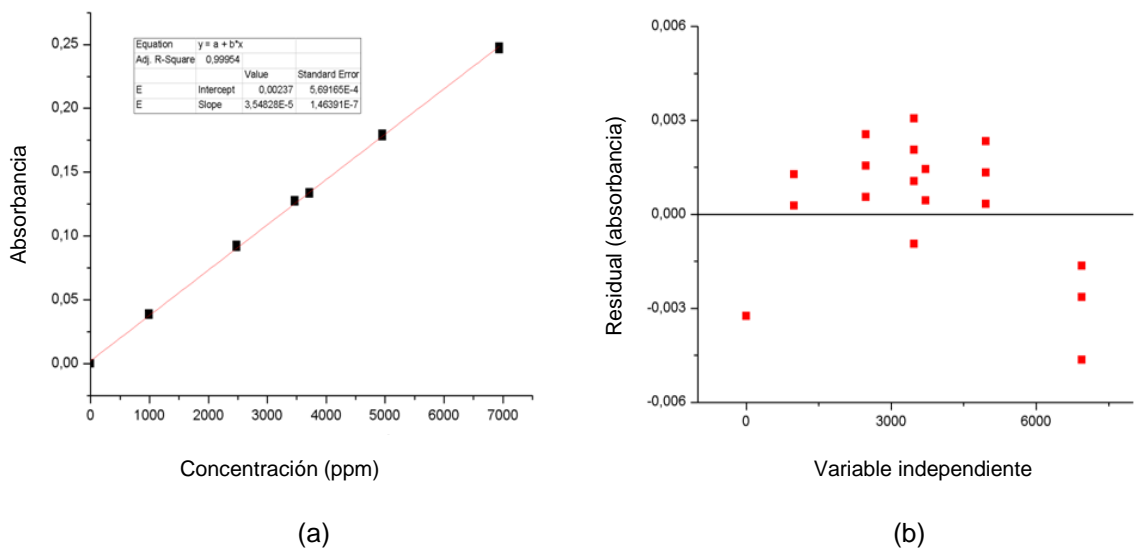 Equation y = a + b*x
Adj. R-Square 0,99954
Value Standard Error
E Intercept 0,00237 5,69165E-4
E Slope 3,54828E-5 1,46391E-7
0,25
0,20
0,15
0,10
0,05
0,00
Absorbancia
0 1000 2000 3000 4000 5000 6000 7000
Concentración (ppm)
(a)
0,006
0,003
0,000
-0,003
-0,006
Residual (absorbancia)
0 3000 6000
Variable independiente
(b)